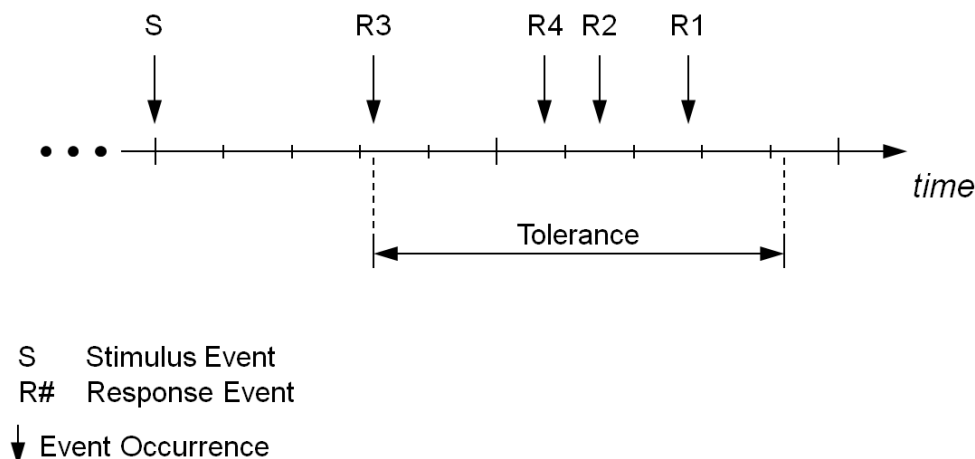 S R3 R4 R2 R1
time
Tolerance
S Stimulus Event
R# Response Event
Event Occurrence